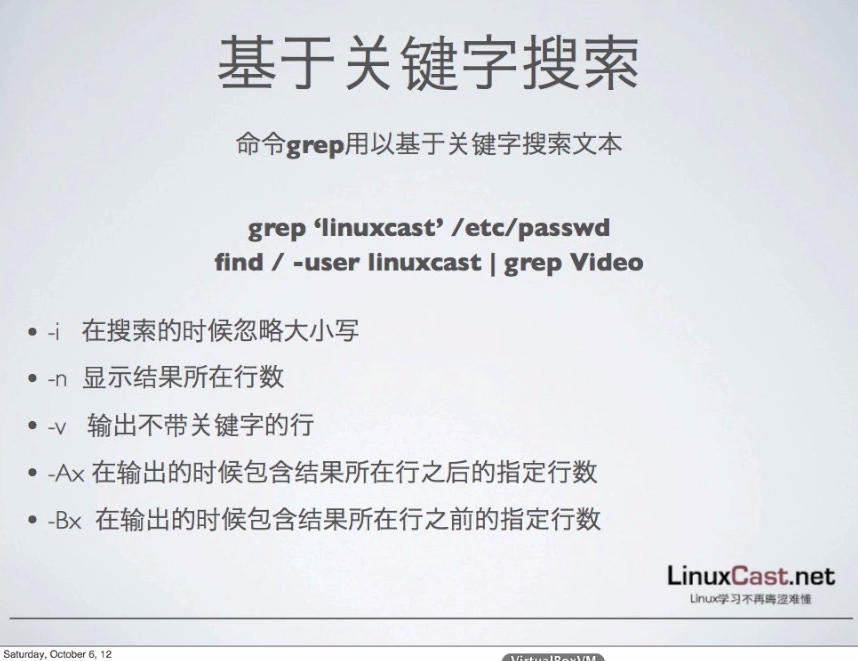 基于关键字搜索
命令grep用以基于关键字搜索文本
grep ‘linuxcast’ /etc/passwd
find / -user linuxcast | grep Video
• -i 在搜索的时候忽略大小写
• -n 显示结果所在行数
• -v 输出不带关键字的行
• -Ax 在输出的时候包含结果所在行之后的指定行数
• -Bx 在输出的时候包含结果所在行之前的指定行数
LinuxCast.net
Linux学习不再晦涩难懂
Saturday, October 6, 12
VirtualBoxVM